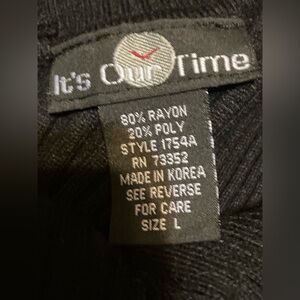 It's Our Time
80% RAYON
20% POLY
STYLE 1754A
RN 73352
MADE IN KOREA
SEE REVERSE
FOR CARE
SIZE L